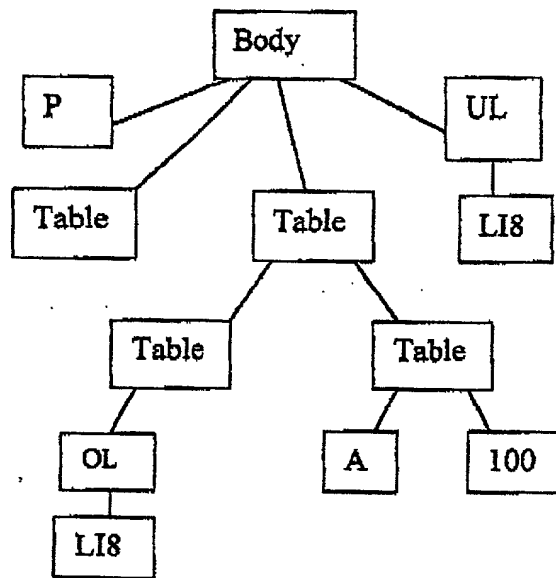 Body
P
UL
Table
Table
LI8
Table
Table
OL
A
100
LI8